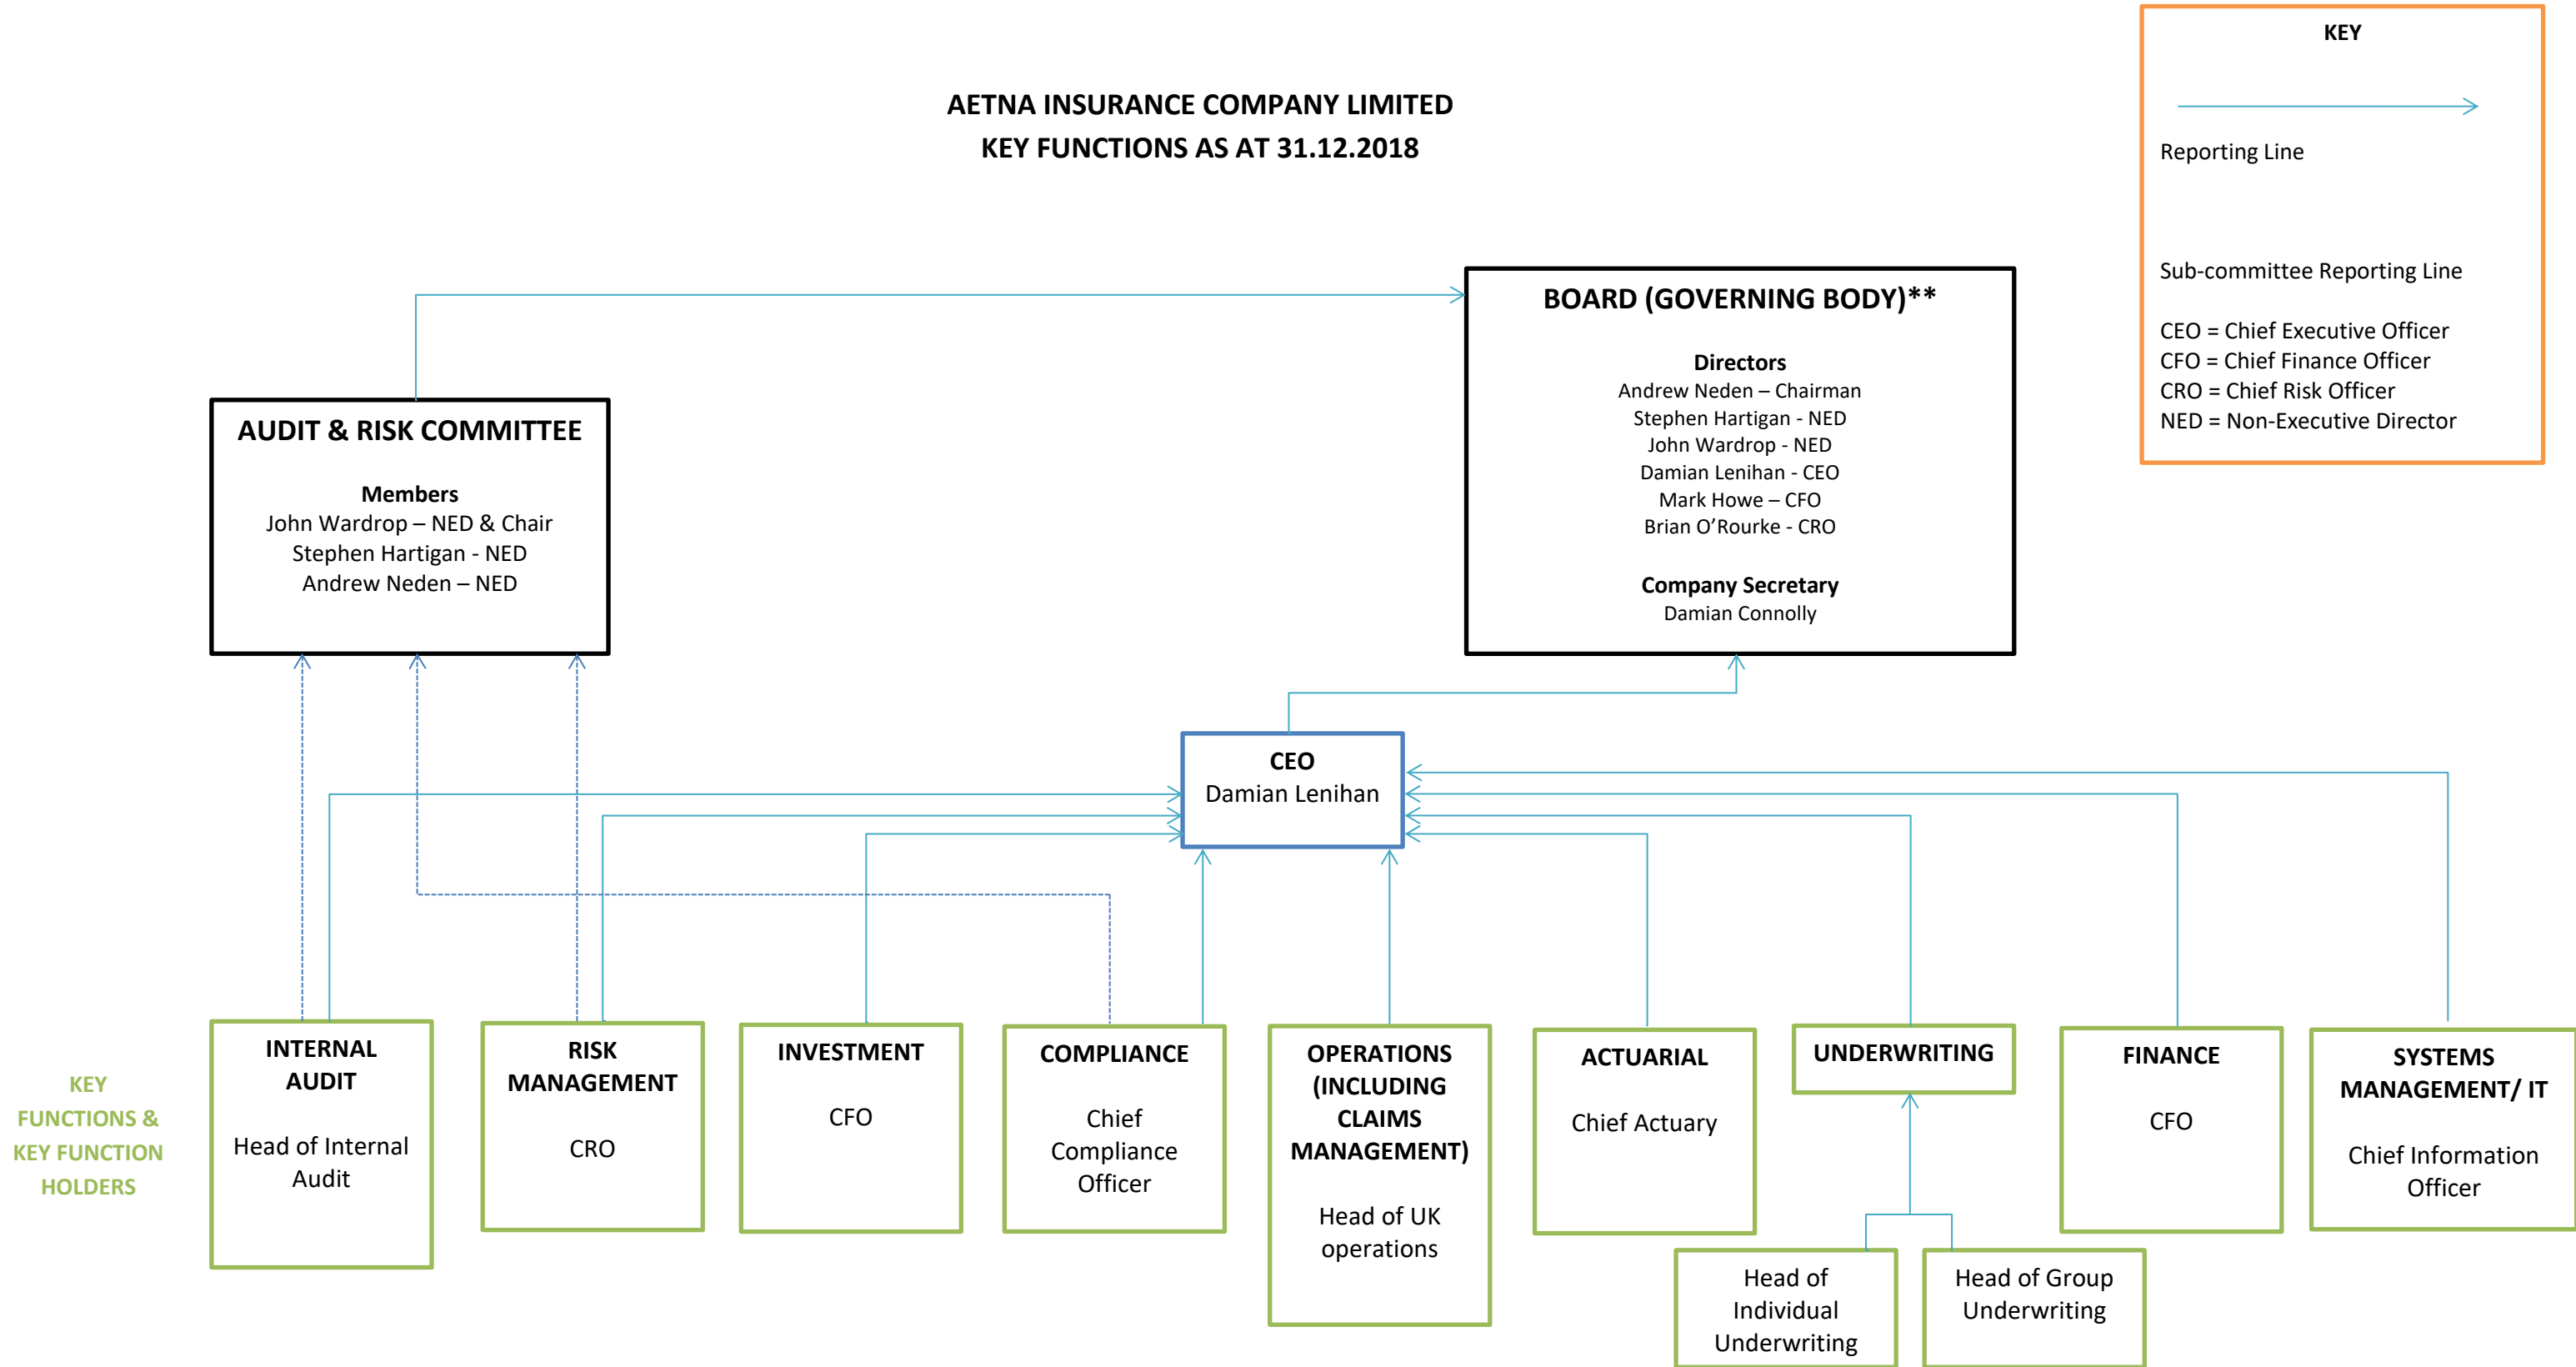 KEY
AETNA INSURANCE COMPANY LIMITED
KEY FUNCTIONS AS AT 31.12.2018
Reporting Line
Sub-committee Reporting Line
CEO = Chief Executive Officer
CFO = Chief Finance Officer
CRO = Chief Risk Officer
NED = Non-Executive Director
BOARD (GOVERNING BODY)**
Directors
Andrew Neden – Chairman
Stephen Hartigan - NED
John Wardrop - NED
Damian Lenihan - CEO
Mark Howe – CFO
Brian O’Rourke - CRO
Company Secretary
Damian Connolly
AUDIT & RISK COMMITTEE
Members
John Wardrop – NED & Chair
Stephen Hartigan - NED
Andrew Neden – NED
CEO
Damian Lenihan
KEY
FUNCTIONS &
KEY FUNCTION
HOLDERS
INTERNAL
AUDIT
Head of Internal
Audit
RISK
MANAGEMENT
CRO
INVESTMENT
CFO
COMPLIANCE
Chief
Compliance
Officer
OPERATIONS
(INCLUDING
CLAIMS
MANAGEMENT)
Head of UK
operations
ACTUARIAL
Chief Actuary
UNDERWRITING
Head of
Individual
Underwriting
Head of Group
Underwriting
FINANCE
CFO
SYSTEMS
MANAGEMENT/ IT
Chief Information
Officer